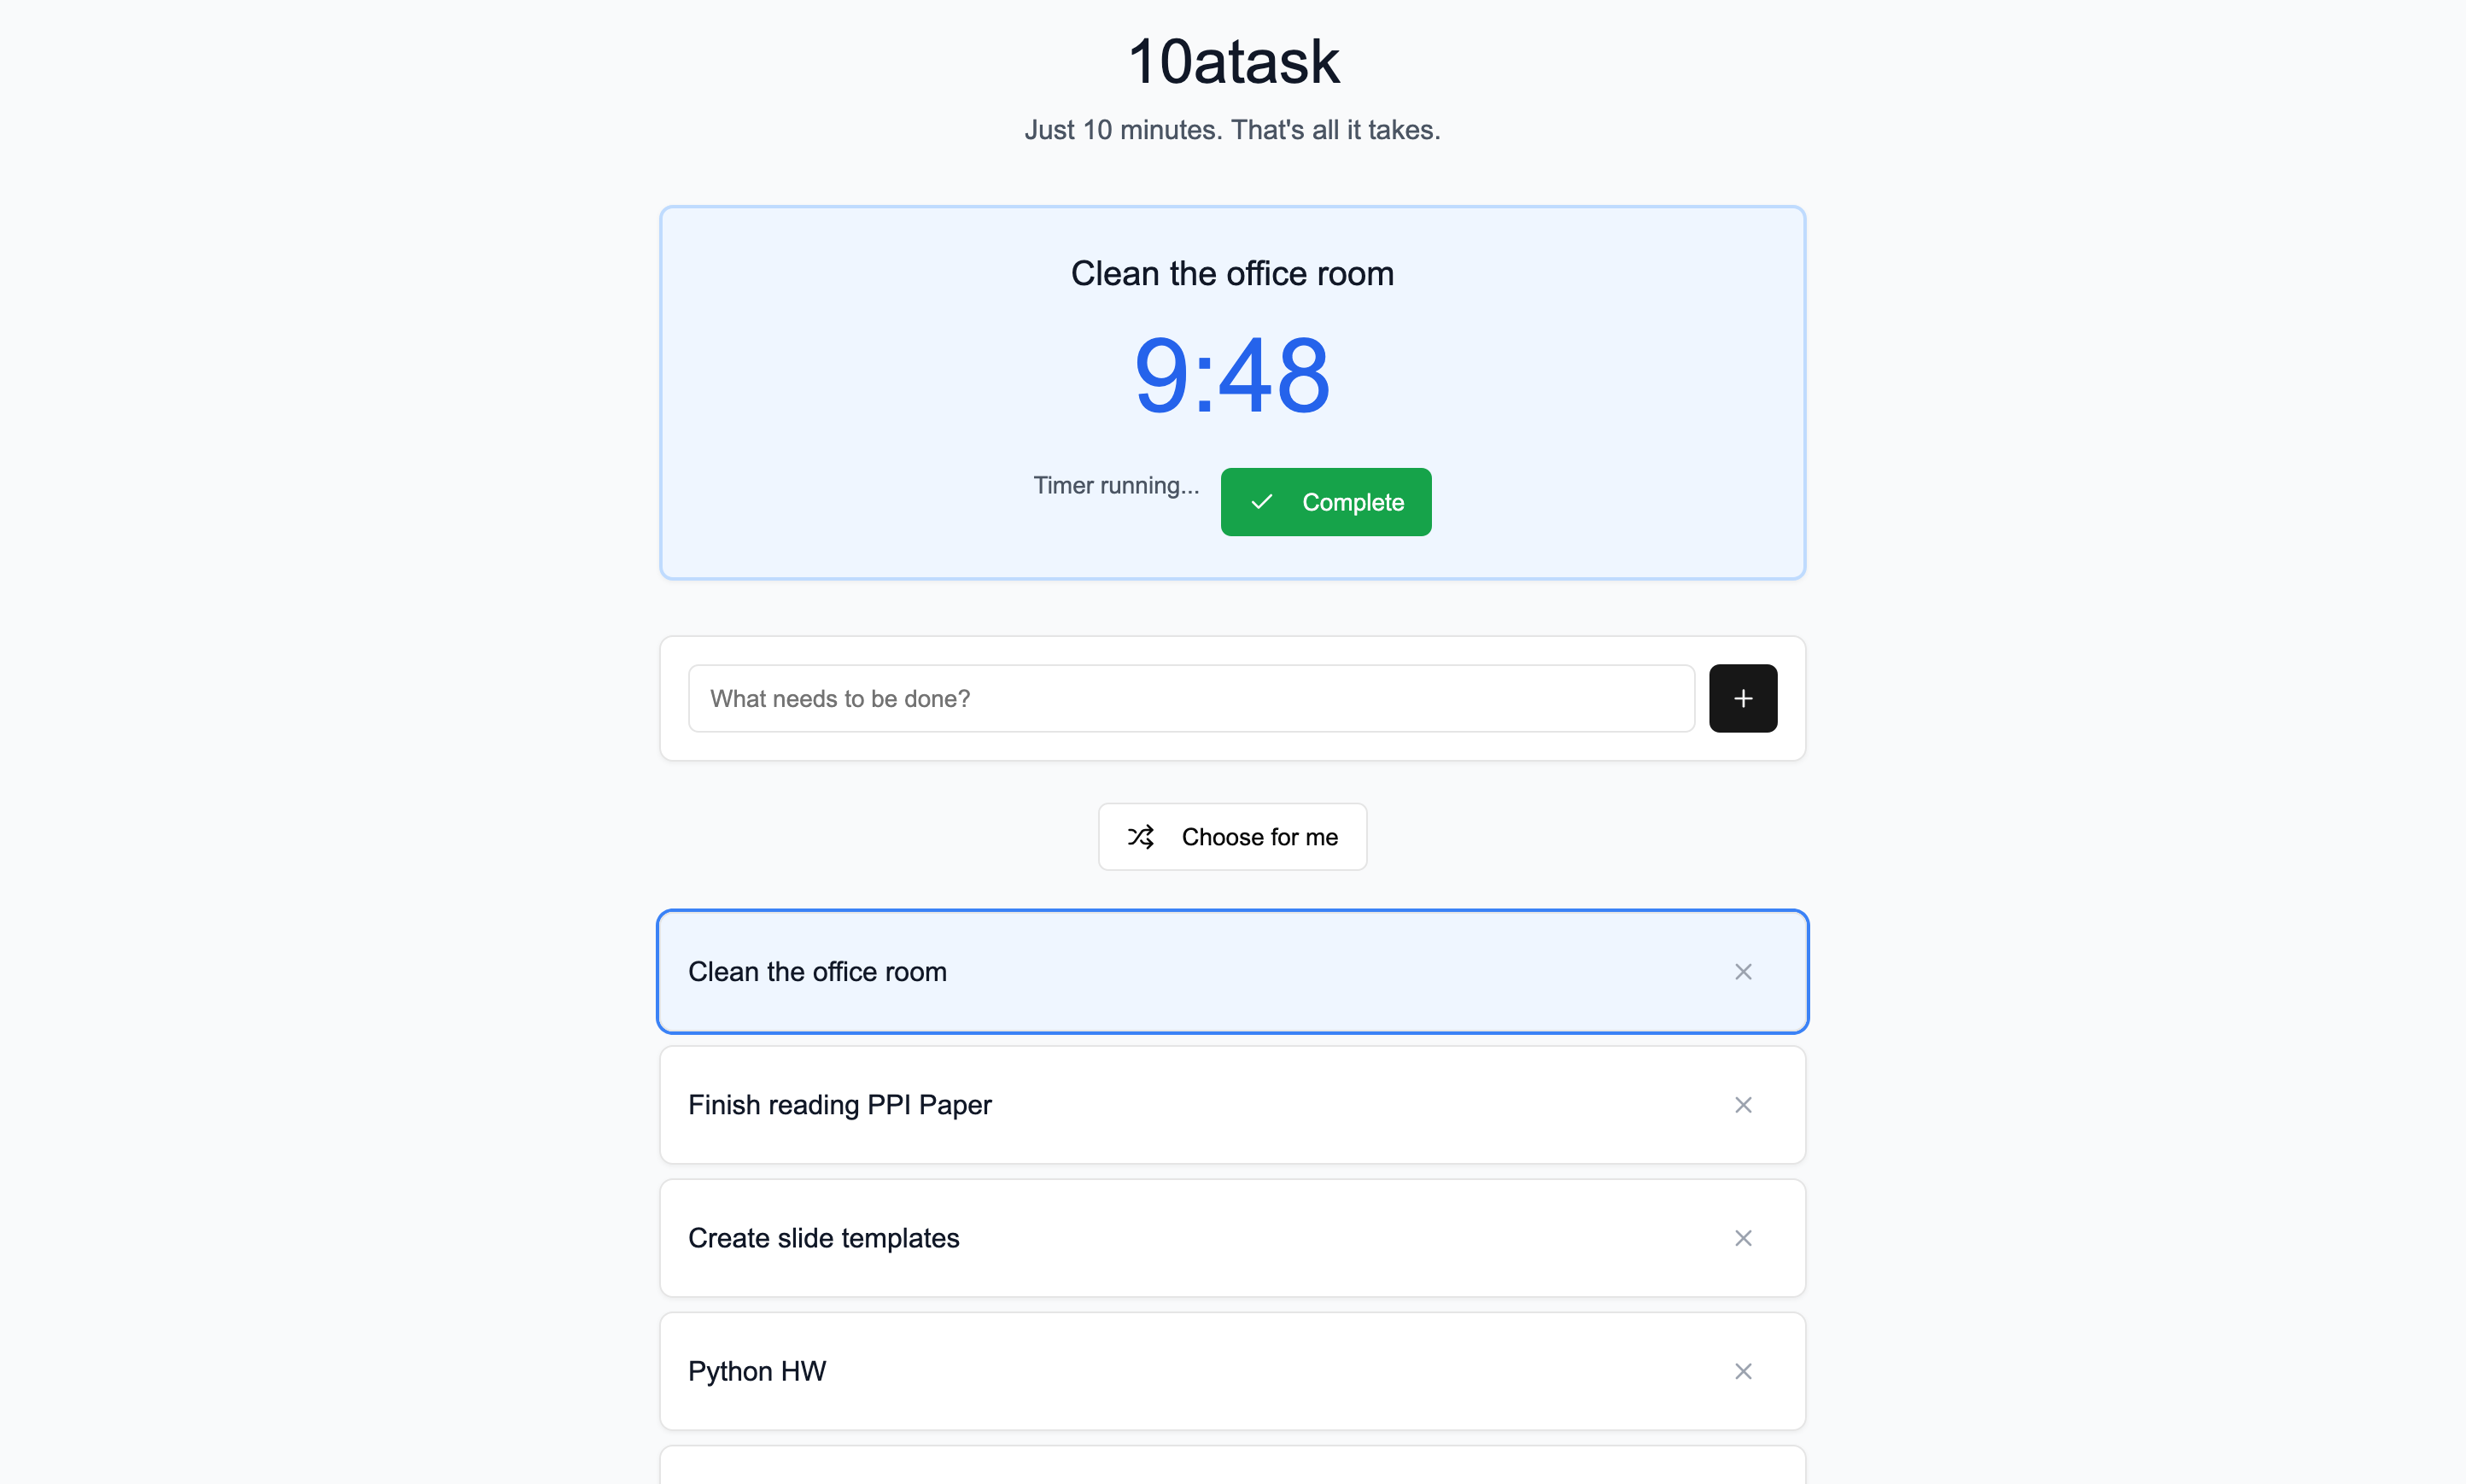 10atask
Just 10 minutes. That's all it takes.
Clean the office room
9:48
Timer running...
Complete
What needs to be done?
Choose for me
Clean the office room
Finish reading PPI Paper
Create slide templates
Python HW